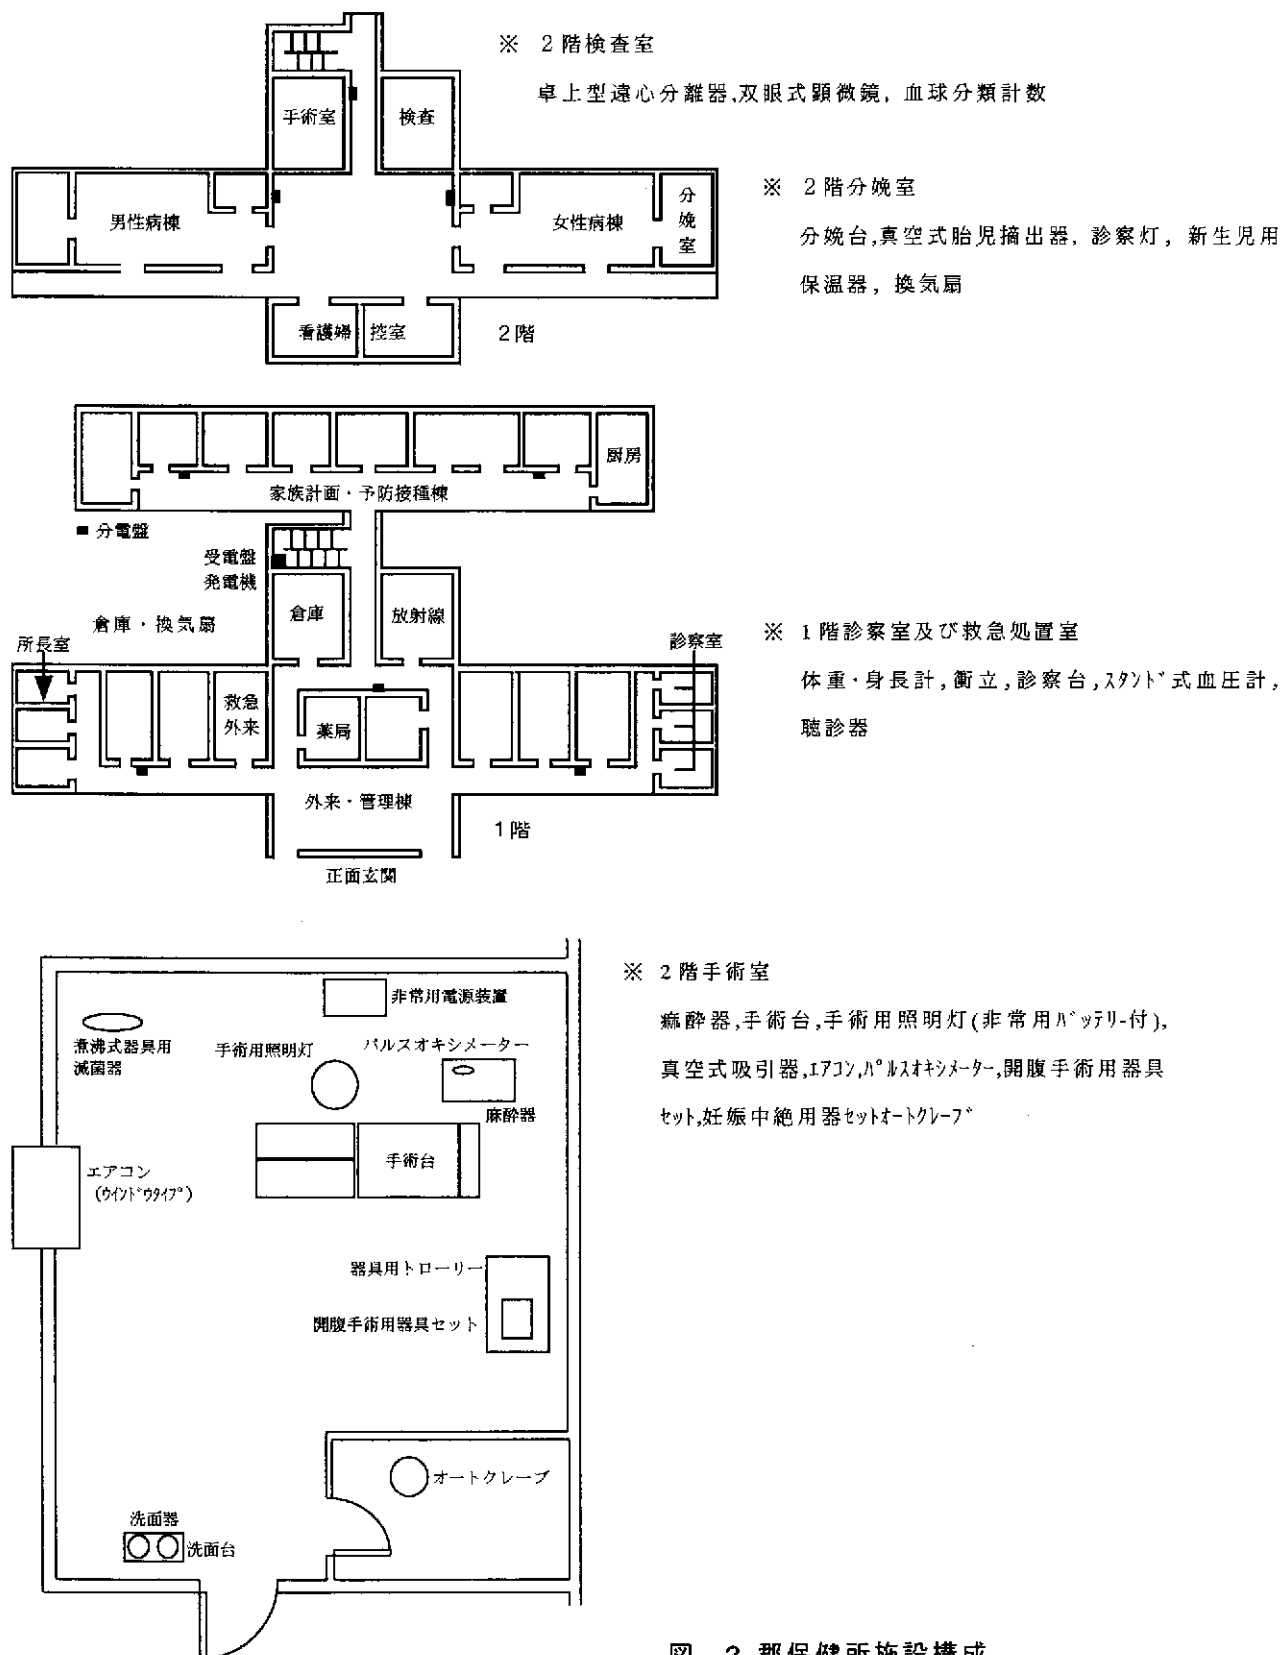 ※ 2階検査室
卓上型遠心分離器,双眼式顕微鏡, 血球分類計数
手術室
検査
※ 2階分娩室
分娩台,真空式胎児摘出器, 診察灯, 新生児用
保温器, 換気扇
男性病棟
女性病棟
分娩室
看護婦 控室
2階
厨房
家族計画・予防接種棟
■ 分電盤
受電盤
発電機
倉庫
放射線
倉庫・換気扇
所長室
診察室
※ 1階診察室及び救急処置室
体重・身長計,衝立,診察台,ｽﾀﾝﾄﾞ式血圧計,
聴診器
救急
外来
薬局
外来・管理棟
1階
正面玄関
※ 2階手術室
麻酔器,手術台,手術用照明灯(非常用ﾊﾞｯﾃﾘｰ付),
真空式吸引器,ｴｱｺﾝ,ﾊﾟﾙｽｵｷｼﾒｰﾀｰ,開腹手術用器具
ｾｯﾄ,妊娠中絶用器ｾｯﾄｵｰﾄｸﾚｰﾌﾞ
非常用電源装置
煮沸式器具用
滅菌器
手術用照明灯
パルスオキシメーター
麻酔器
手術台
エアコン
(ｳｲﾝﾄﾞｳﾀｲﾌﾟ)
器具用トローリー
開腹手術用器具セット
オートクレーブ
洗面器
洗面台